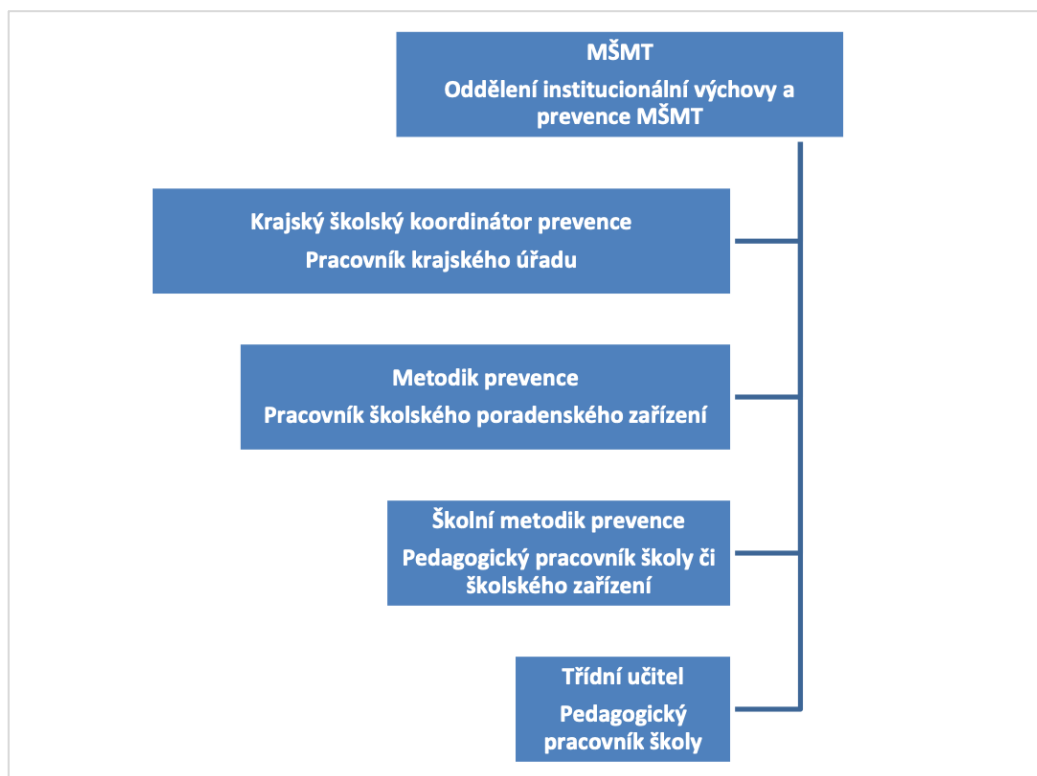 MŠMT
Oddělení institucionální výchovy a
prevence MŠMT
Krajský školský koordinátor prevence
Pracovník krajského úřadu
Metodik prevence
Pracovník školského poradenského zařízení
Školní metodik prevence
Pedagogický pracovník školy či
školského zařízení
Třídní učitel
Pedagogický
pracovník školy